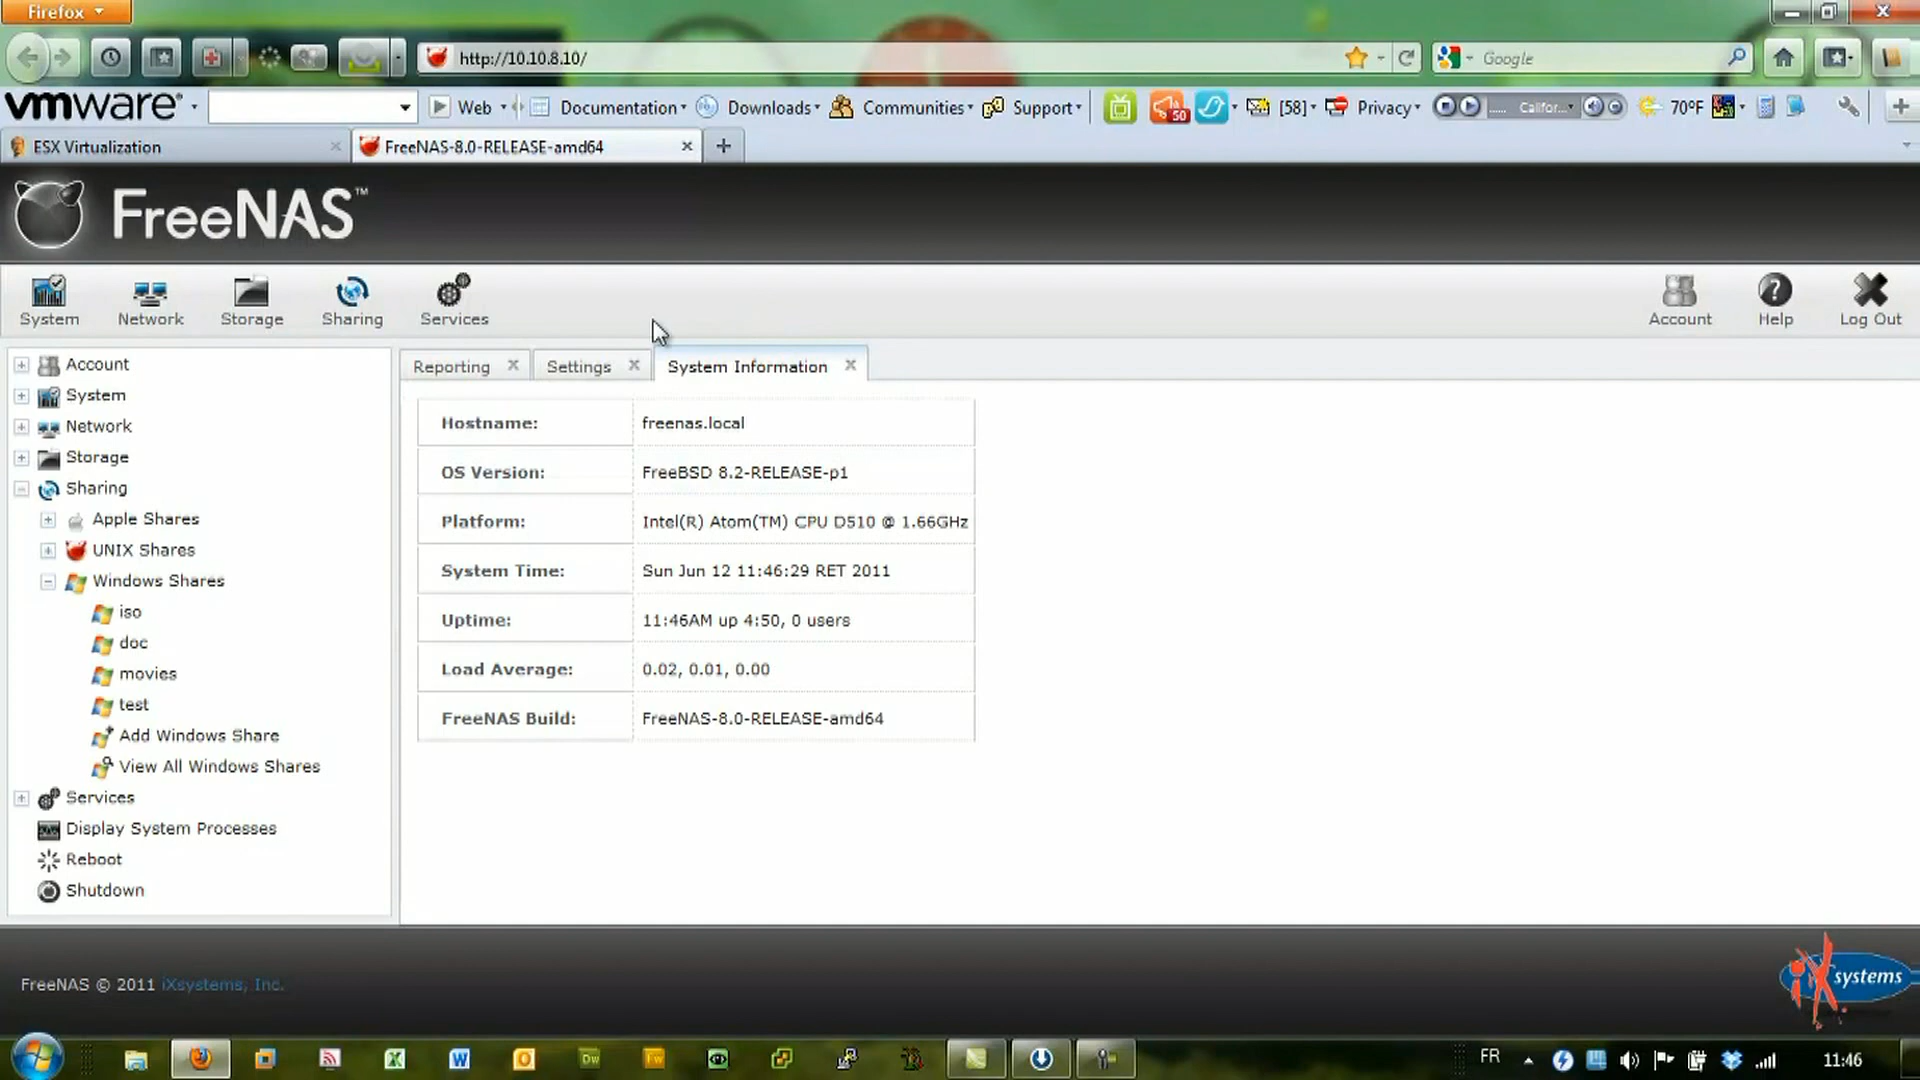 Firefox
http://10.10.8.10/
Google
vmware
Web
Documentation
Downloads
Communities
Support
50
[58]
Privacy
..... Califor...
70°F
ESX Virtualization
FreeNAS-8.0-RELEASE-amd64
FreeNAS™
System
Network
Storage
Sharing
Services
Account
Help
Log Out
Account
System
Network
Storage
Sharing
Apple Shares
UNIX Shares
Windows Shares
iso
doc
movies
test
Add Windows Share
View All Windows Shares
Services
Display System Processes
Reboot
Shutdown
Reporting
Settings
System Information
Hostname: freenas.local
OS Version: FreeBSD 8.2-RELEASE-p1
Platform: Intel(R) Atom(TM) CPU D510 @ 1.66GHz
System Time: Sun Jun 12 11:46:29 RET 2011
Uptime: 11:46AM up 4:50, 0 users
Load Average: 0.02, 0.01, 0.00
FreeNAS Build: FreeNAS-8.0-RELEASE-amd64
FreeNAS © 2011 iXsystems, Inc.
iXsystems
Dw
Fw
FR
11:46